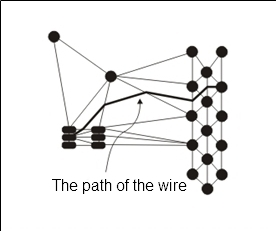 The path of the wire